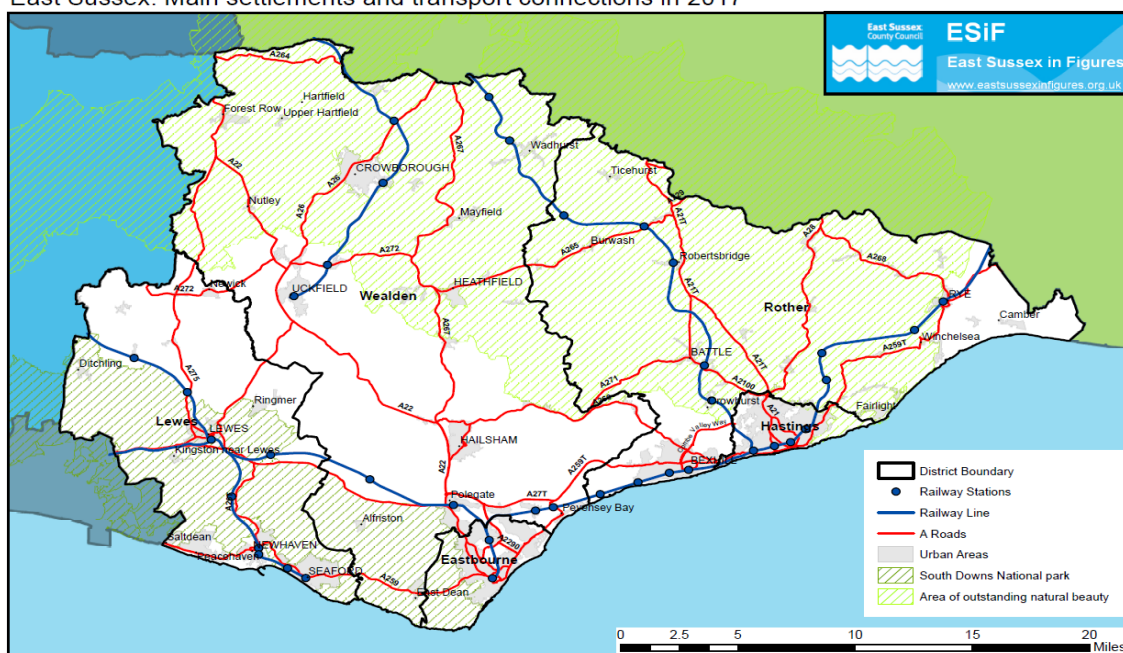 East Sussex: Main settlements and transport connections in 2017
East Sussex
County Council
ESiF
East Sussex in Figures
www.eastsussexinfigures.org.uk
A264
Hartfield
Forest Row
Upper Hartfield
A267
Wadhurst
A22
CROWBOROUGH
A26
Ticehurst
A21T
A26
Nutley
Mayfield
A272
A265
Burwash
Robertsbridge
A28
A268
A272
Newick
UCKFIELD
Wealden
HEATHFIELD
A21T
Rother
RYE
Camber
A267
Winchelsea
A259T
Ditchling
A275
BATTLE
A21T
A271
A2100
Ringmer
A22
A269
Crowhurst
Fairlight
Lewes
LEWES
A21
Hastings
Combe Valley Way
HAILSHAM
Kingston near Lewes
A22
A259T
BEXHILL
District Boundary
Polegate
A27T
Railway Stations
Pevensey Bay
Railway Line
Alfriston
A Roads
Saltdean
A2290
NEWHAVEN
Peacehaven
Eastbourne
Urban Areas
SEAFORD
South Downs National park
A259
East Dean
Area of outstanding natural beauty
0 2.5 5 10 15 20
Miles